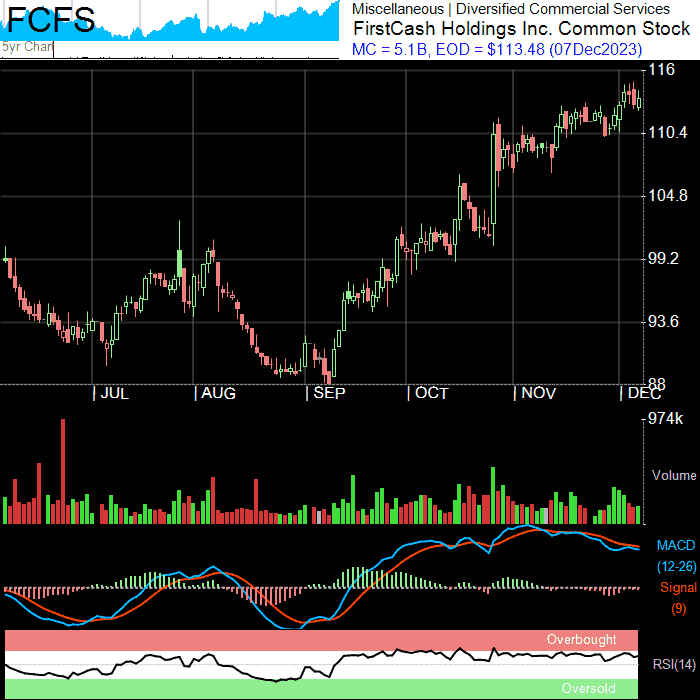 FCFS
5yr Chart
Miscellaneous | Diversified Commercial Services
FirstCash Holdings Inc. Common Stock
MC = 5.1B, EOD = $113.48 (07Dec2023)
116
110.4
104.8
99.2
93.6
88
| JUL | AUG | SEP | OCT | NOV | DEC
974k
Volume
MACD
(12-26)
Signal
(9)
Overbought
RSI(14)
Oversold